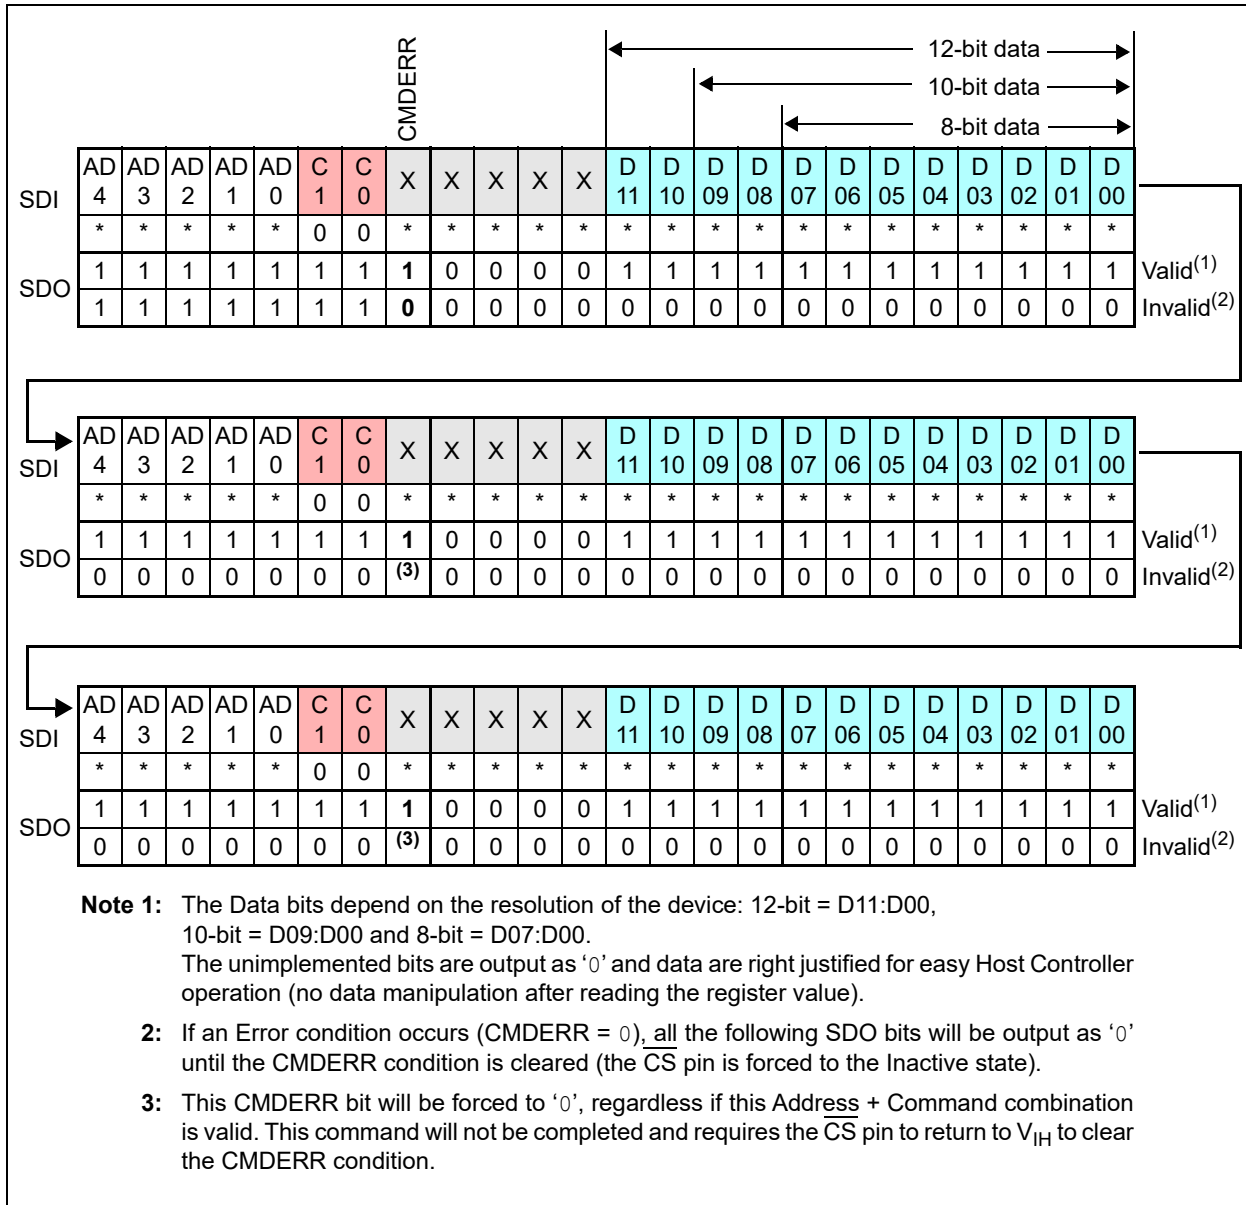 CMDERR
12-bit data
10-bit data
8-bit data
SDI AD4 AD3 AD2 AD1 AD0 C1 C0 X X X X X D11 D10 D09 D08 D07 D06 D05 D04 D03 D02 D01 D00
* * * * * 0 0 * * * * * * * * * * * * * * * * *
SDO 1 1 1 1 1 1 1 1 0 0 0 0 1 1 1 1 1 1 1 1 1 1 1 1 Valid(1)
1 1 1 1 1 1 1 0 0 0 0 0 0 0 0 0 0 0 0 0 0 0 0 0 Invalid(2)
SDI AD4 AD3 AD2 AD1 AD0 C1 C0 X X X X X D11 D10 D09 D08 D07 D06 D05 D04 D03 D02 D01 D00
* * * * * 0 0 * * * * * * * * * * * * * * * * *
SDO 1 1 1 1 1 1 1 1 0 0 0 0 1 1 1 1 1 1 1 1 1 1 1 1 Valid(1)
0 0 0 0 0 0 0 (3) 0 0 0 0 0 0 0 0 0 0 0 0 0 0 0 0 Invalid(2)
SDI AD4 AD3 AD2 AD1 AD0 C1 C0 X X X X X D11 D10 D09 D08 D07 D06 D05 D04 D03 D02 D01 D00
* * * * * 0 0 * * * * * * * * * * * * * * * * *
SDO 1 1 1 1 1 1 1 1 0 0 0 0 1 1 1 1 1 1 1 1 1 1 1 1 Valid(1)
0 0 0 0 0 0 0 (3) 0 0 0 0 0 0 0 0 0 0 0 0 0 0 0 0 Invalid(2)
Note 1: The Data bits depend on the resolution of the device: 12-bit = D11:D00,
10-bit = D09:D00 and 8-bit = D07:D00.
The unimplemented bits are output as ‘0’ and data are right justified for easy Host Controller
operation (no data manipulation after reading the register value).
2: If an Error condition occurs (CMDERR = 0), all the following SDO bits will be output as ‘0’
until the CMDERR condition is cleared (the CS pin is forced to the Inactive state).
3: This CMDERR bit will be forced to ‘0’, regardless if this Address + Command combination
is valid. This command will not be completed and requires the CS pin to return to VIH to clear
the CMDERR condition.